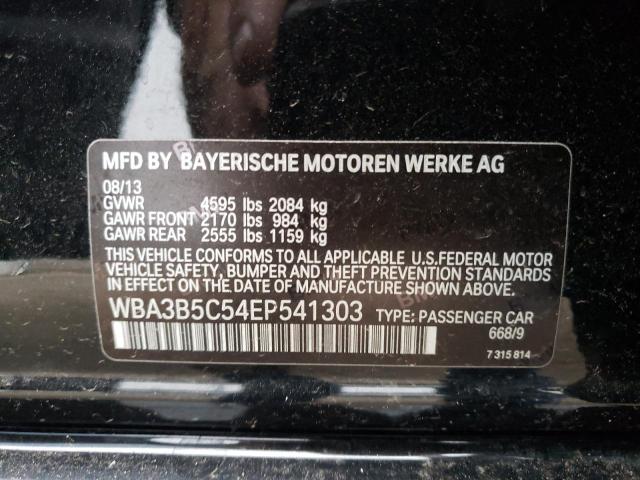 MFD BY BAYERISCHE MOTOREN WERKE AG
08/13
GVWR 4595 lbs 2084 kg
GAWR FRONT 2170 lbs 984 kg
GAWR REAR 2555 lbs 1159 kg
THIS VEHICLE CONFORMS TO ALL APPLICABLE U.S.FEDERAL MOTOR
VEHICLE SAFETY, BUMPER AND THEFT PREVENTION STANDARDS
IN EFFECT ON THE DATE OF MANUFACTURE SHOWN ABOVE.
WBA3B5C54EP541303 TYPE: PASSENGER CAR
668/9
7 315 814